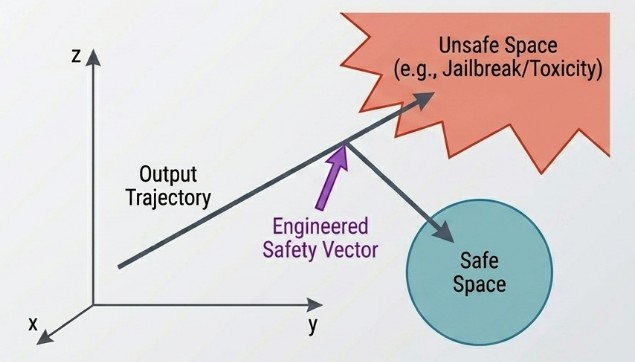 z
Unsafe Space
(e.g., Jailbreak/Toxicity)
Output
Trajectory
Engineered
Safety Vector
Safe
Space
x
y